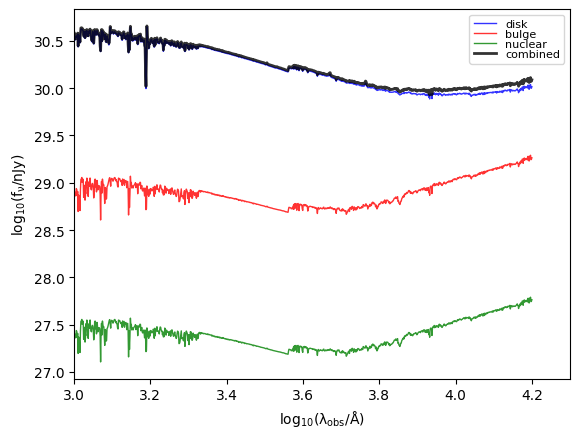 disk
bulge
nuclear
combined
30.5
30.0
29.5
29.0
28.5
28.0
27.5
27.0
log₁₀(fᵥ/nJy)
3.0 3.2 3.4 3.6 3.8 4.0 4.2
log₁₀(λₒbₛ/Å)